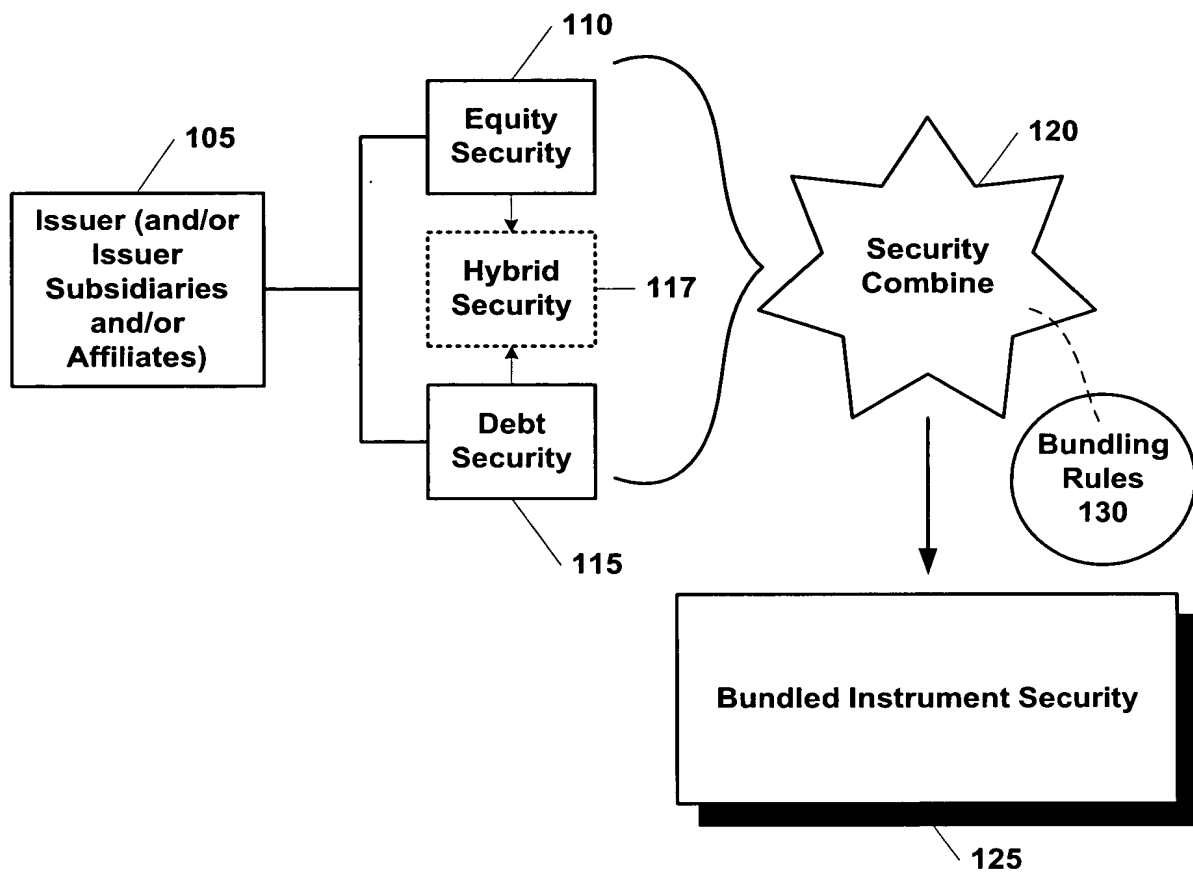 110
Equity
Security
105
120
Issuer (and/or
Issuer
Subsidiaries
and/or
Affiliates)
Hybrid
Security
117
Security
Combine
Debt
Security
Bundling
Rules
130
115
Bundled Instrument Security
125